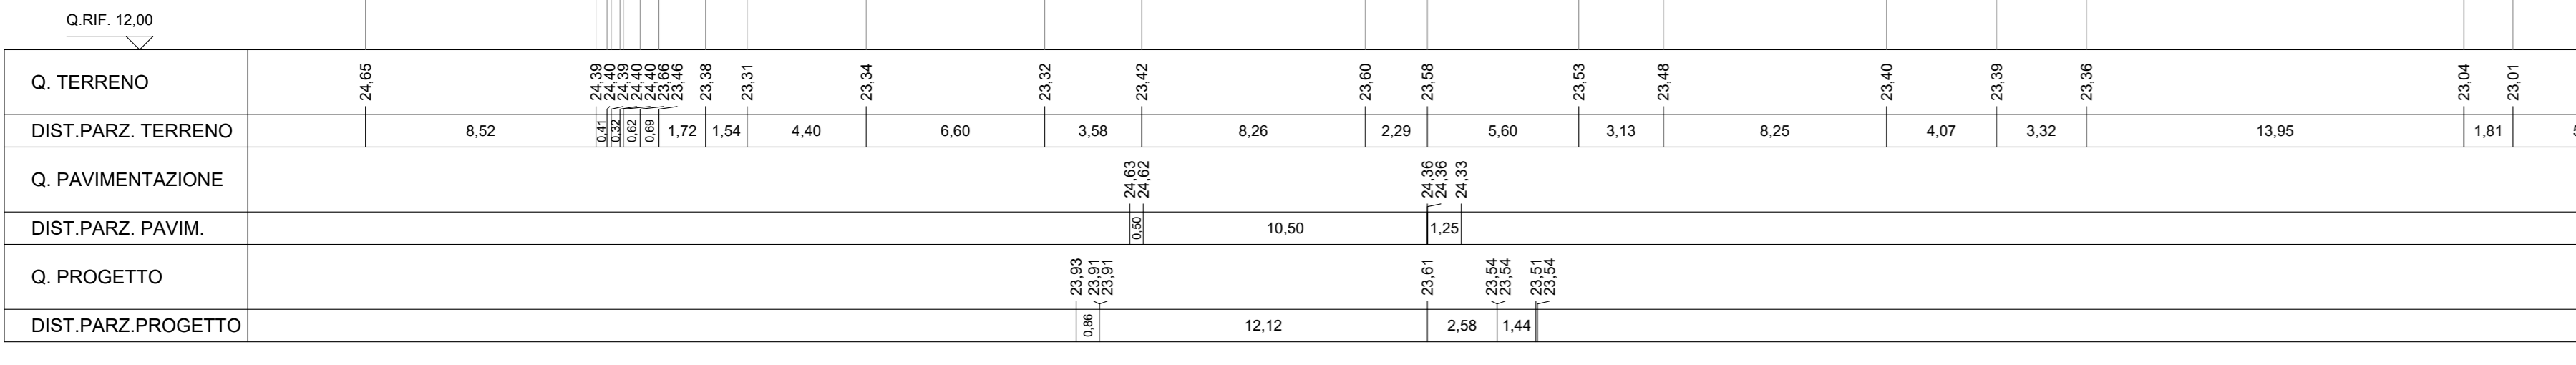 Q.RIF. 12,00
Q. TERRENO 24,65 24,39 24,40 24,39 24,40 24,40 23,66 23,46 23,38 23,31 23,34 23,32 23,42 23,60 23,58 23,53 23,48 23,40 23,39 23,36 23,04 23,01
DIST.PARZ. TERRENO 8,52 0,41 0,32 0,62 0,69 1,72 1,54 4,40 6,60 3,58 8,26 2,29 5,60 3,13 8,25 4,07 3,32 13,95 1,81
Q. PAVIMENTAZIONE 24,63 24,62 24,36 24,36 24,33
DIST.PARZ. PAVIM. 0,50 10,50 1,25
Q. PROGETTO 23,93 23,91 23,91 23,61 23,54 23,54 23,51 23,54
DIST.PARZ.PROGETTO 0,86 12,12 2,58 1,44